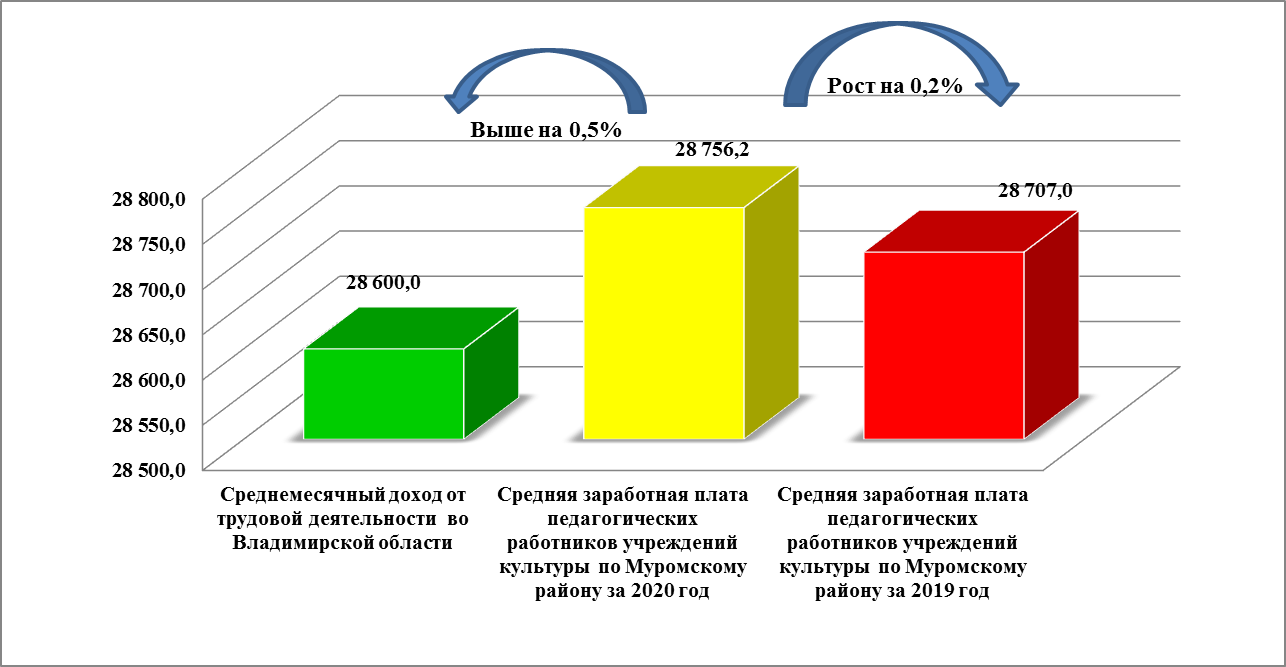 Рост на 0,2%
Выше на 0,5%
28 756,2
28 707,0
28 600,0
28 800,0
28 750,0
28 700,0
28 650,0
28 600,0
28 550,0
28 500,0
Среднемесячный доход от
трудовой деятельности во
Владимирской области
Средняя заработная плата
педагогических
работников учреждений
культуры по Муромскому
району за 2020 год
Средняя заработная плата
педагогических
работников учреждений
культуры по Муромскому
району за 2019 год